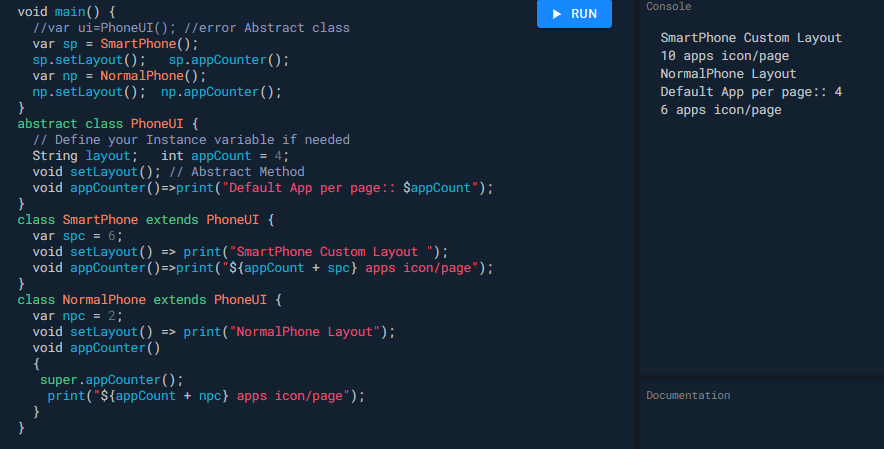 void main() {
  //var ui=PhoneUI(); //error Abstract class
  var sp = SmartPhone();
  sp.setLayout();   sp.appCounter();
  var np = NormalPhone();
  np.setLayout();  np.appCounter();
}
abstract class PhoneUI {
  // Define your Instance variable if needed
  String layout;   int appCount = 4;
  void setLayout(); // Abstract Method
  void appCounter()=>print("Default App per page:: $appCount");
}
class SmartPhone extends PhoneUI {
  var spc = 6;
  void setLayout() => print("SmartPhone Custom Layout ");
  void appCounter()=>print("${appCount + spc} apps icon/page");
}
class NormalPhone extends PhoneUI {
  var npc = 2;
  void setLayout() => print("NormalPhone Layout");
  void appCounter()
  {
   super.appCounter();
    print("${appCount + npc} apps icon/page");
  }
}
RUN
Console
SmartPhone Custom Layout
10 apps icon/page
NormalPhone Layout
Default App per page:: 4
6 apps icon/page
Documentation